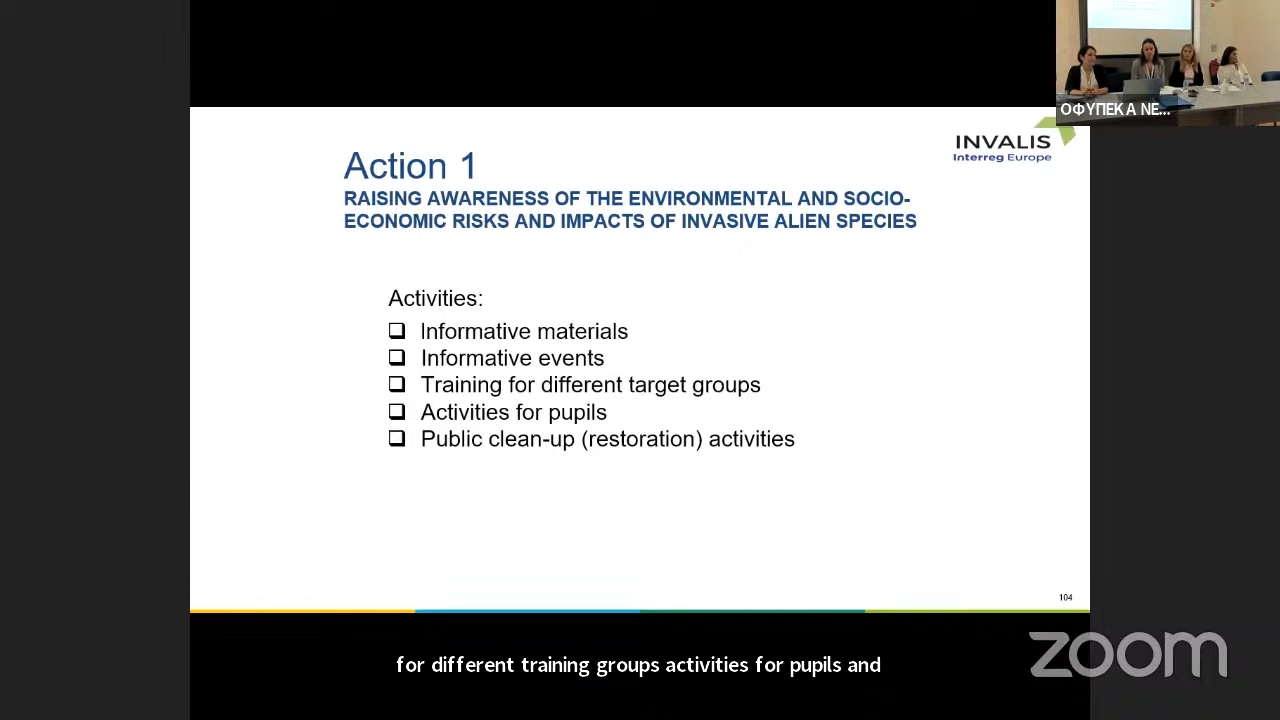 ΟΦΥΠΕΚΑ ΝΕ...
INVALIS
Interreg Europe
Action 1
RAISING AWARENESS OF THE ENVIRONMENTAL AND SOCIO-
ECONOMIC RISKS AND IMPACTS OF INVASIVE ALIEN SPECIES
Activities:
❑ Informative materials
❑ Informative events
❑ Training for different target groups
❑ Activities for pupils
❑ Public clean-up (restoration) activities
104
for different training groups activities for pupils and
zoom